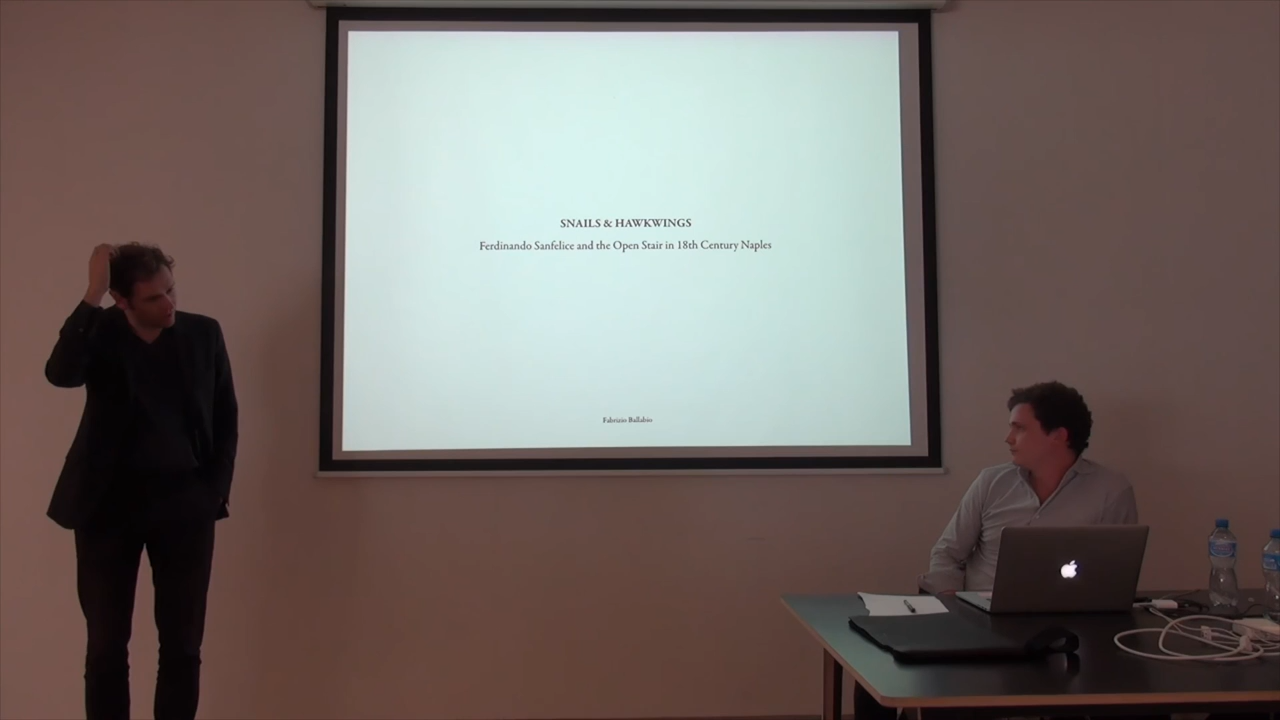 SNAILS & HAWKWINGS
Ferdinando Sanfelice and the Open Stair in 18th Century Naples
Fabrizio Ballabio